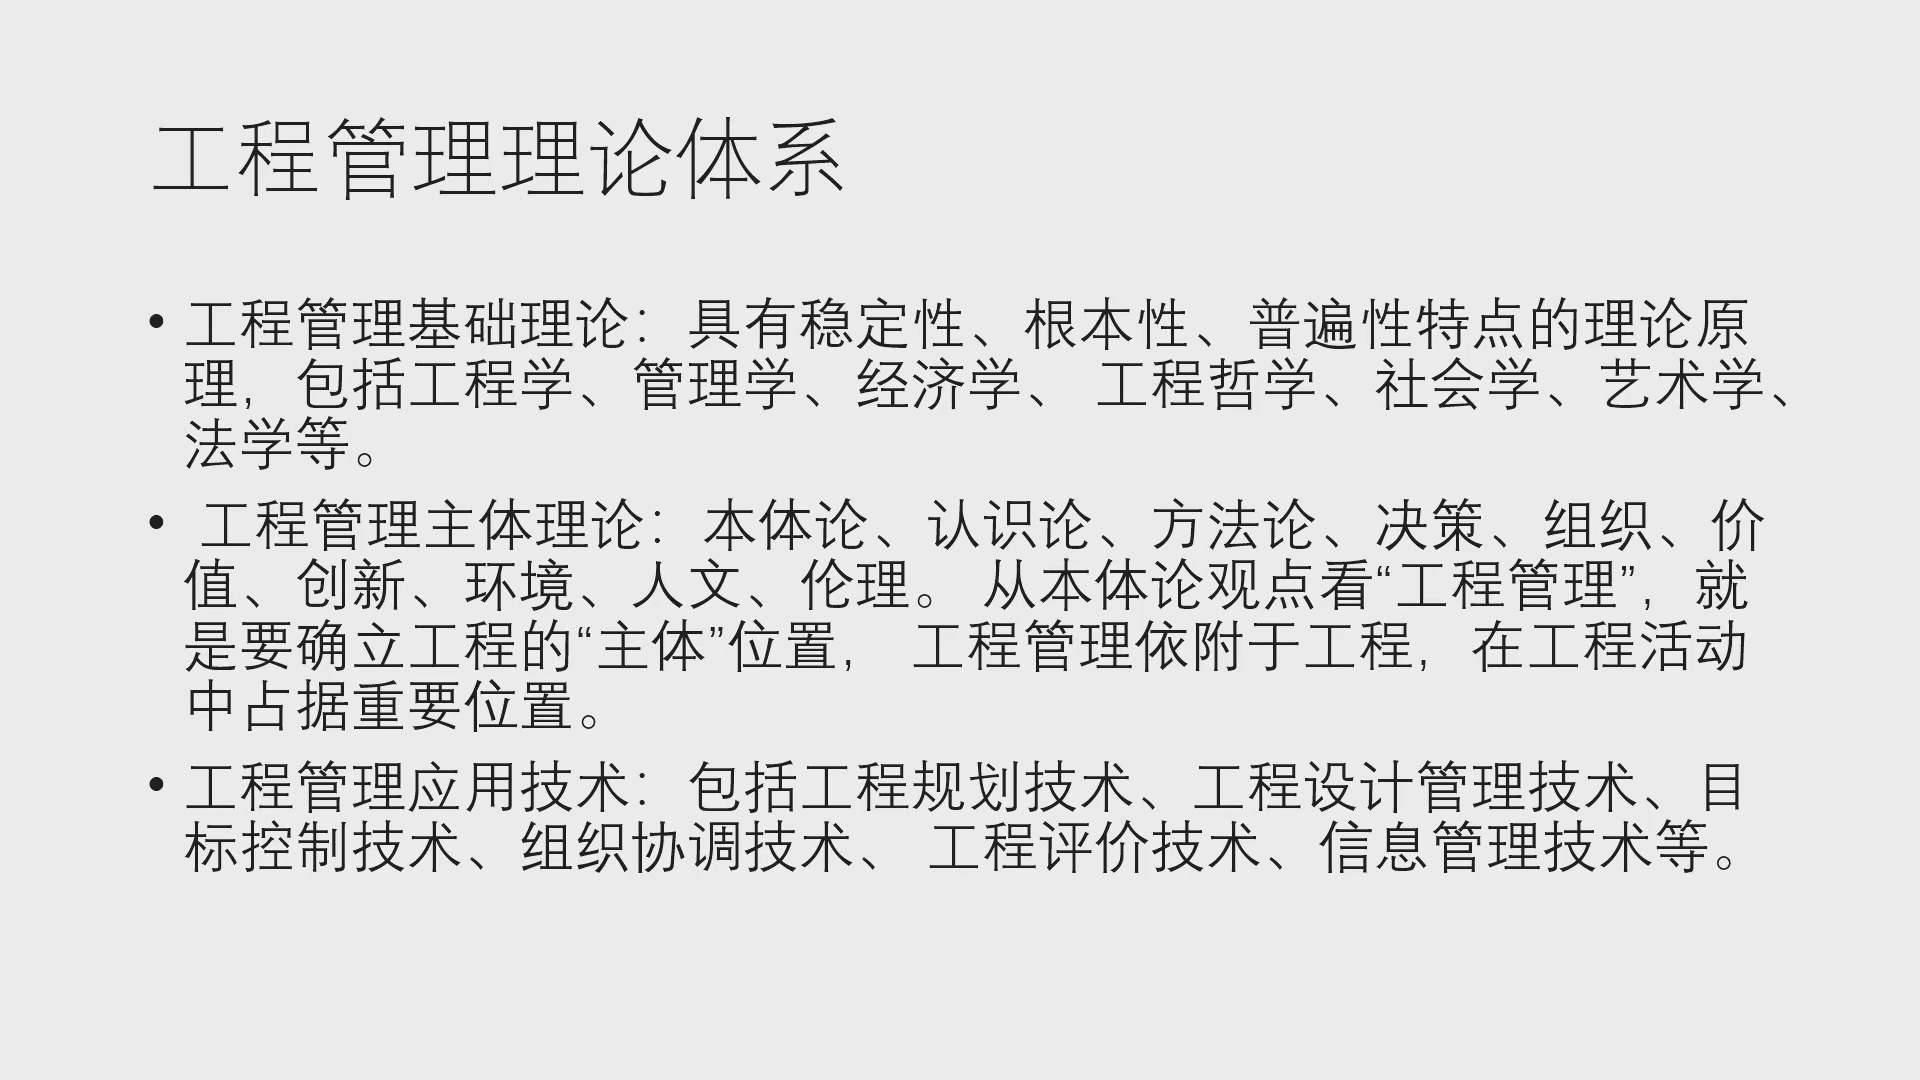 工程管理理论体系
• 工程管理基础理论：具有稳定性、根本性、普遍性特点的理论原
理，包括工程学、管理学、经济学、 工程哲学、社会学、艺术学、
法学等。
• 工程管理主体理论：本体论、认识论、方法论、决策、组织、价
值、创新、环境、人文、伦理。 从本体论观点看“工程管理”，就
是要确立工程的“主体”位置， 工程管理依附于工程，在工程活动
中占据重要位置。
• 工程管理应用技术：包括工程规划技术、工程设计管理技术、目
标控制技术、组织协调技术、 工程评价技术、信息管理技术等。